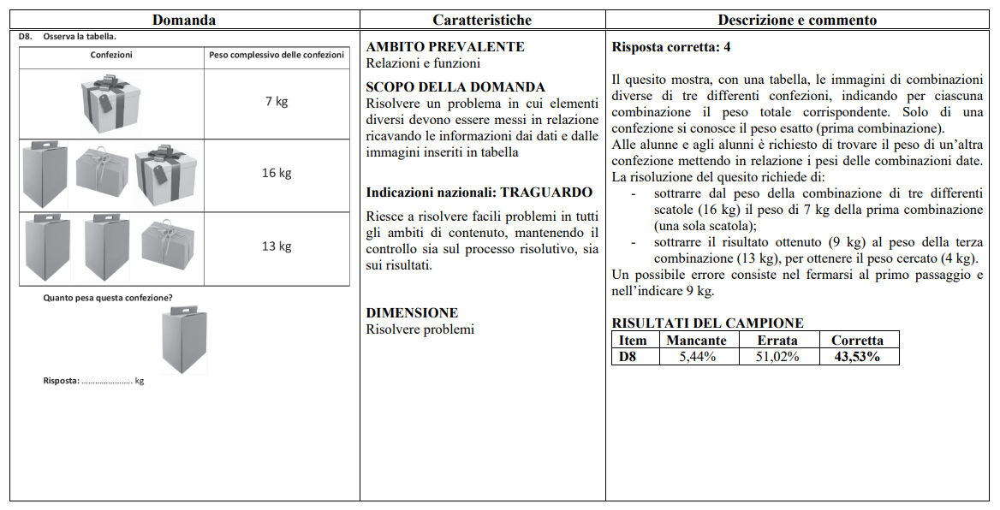 Domanda
Caratteristiche
Descrizione e commento
D8. Osserva la tabella.
Confezioni
Peso complessivo delle confezioni
7 kg
16 kg
13 kg
Quanto pesa questa confezione?
Risposta: ...................... kg
AMBITO PREVALENTE
Relazioni e funzioni
SCOPO DELLA DOMANDA
Risolvere un problema in cui elementi
diversi devono essere messi in relazione
ricavando le informazioni dai dati e dalle
immagini inseriti in tabella
Indicazioni nazionali: TRAGUARDO
Riesce a risolvere facili problemi in tutti
gli ambiti di contenuto, mantenendo il
controllo sia sul processo risolutivo, sia
sui risultati.
DIMENSIONE
Risolvere problemi
Risposta corretta: 4
Il quesito mostra, con una tabella, le immagini di combinazioni
diverse di tre differenti confezioni, indicando per ciascuna
combinazione il peso totale corrispondente. Solo di una
confezione si conosce il peso esatto (prima combinazione).
Alle alunne e agli alunni è richiesto di trovare il peso di un’altra
confezione mettendo in relazione i pesi delle combinazioni date.
La risoluzione del quesito richiede di:
- sottrarre dal peso della combinazione di tre differenti
scatole (16 kg) il peso di 7 kg della prima combinazione
(una sola scatola);
- sottrarre il risultato ottenuto (9 kg) al peso della terza
combinazione (13 kg), per ottenere il peso cercato (4 kg).
Un possibile errore consiste nel fermarsi al primo passaggio e
nell’indicare 9 kg.
RISULTATI DEL CAMPIONE
Item Mancante Errata Corretta
D8 5,44% 51,02% 43,53%